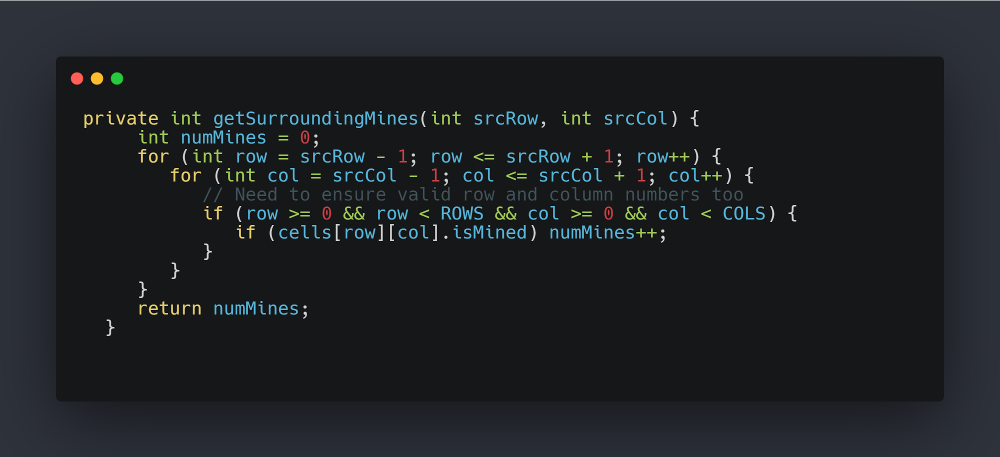 private int getSurroundingMines(int srcRow, int srcCol) {
     int numMines = 0;
     for (int row = srcRow - 1; row <= srcRow + 1; row++) {
        for (int col = srcCol - 1; col <= srcCol + 1; col++) {
           // Need to ensure valid row and column numbers too
           if (row >= 0 && row < ROWS && col >= 0 && col < COLS) {
              if (cells[row][col].isMined) numMines++;
           }
        }
     }
     return numMines;
  }